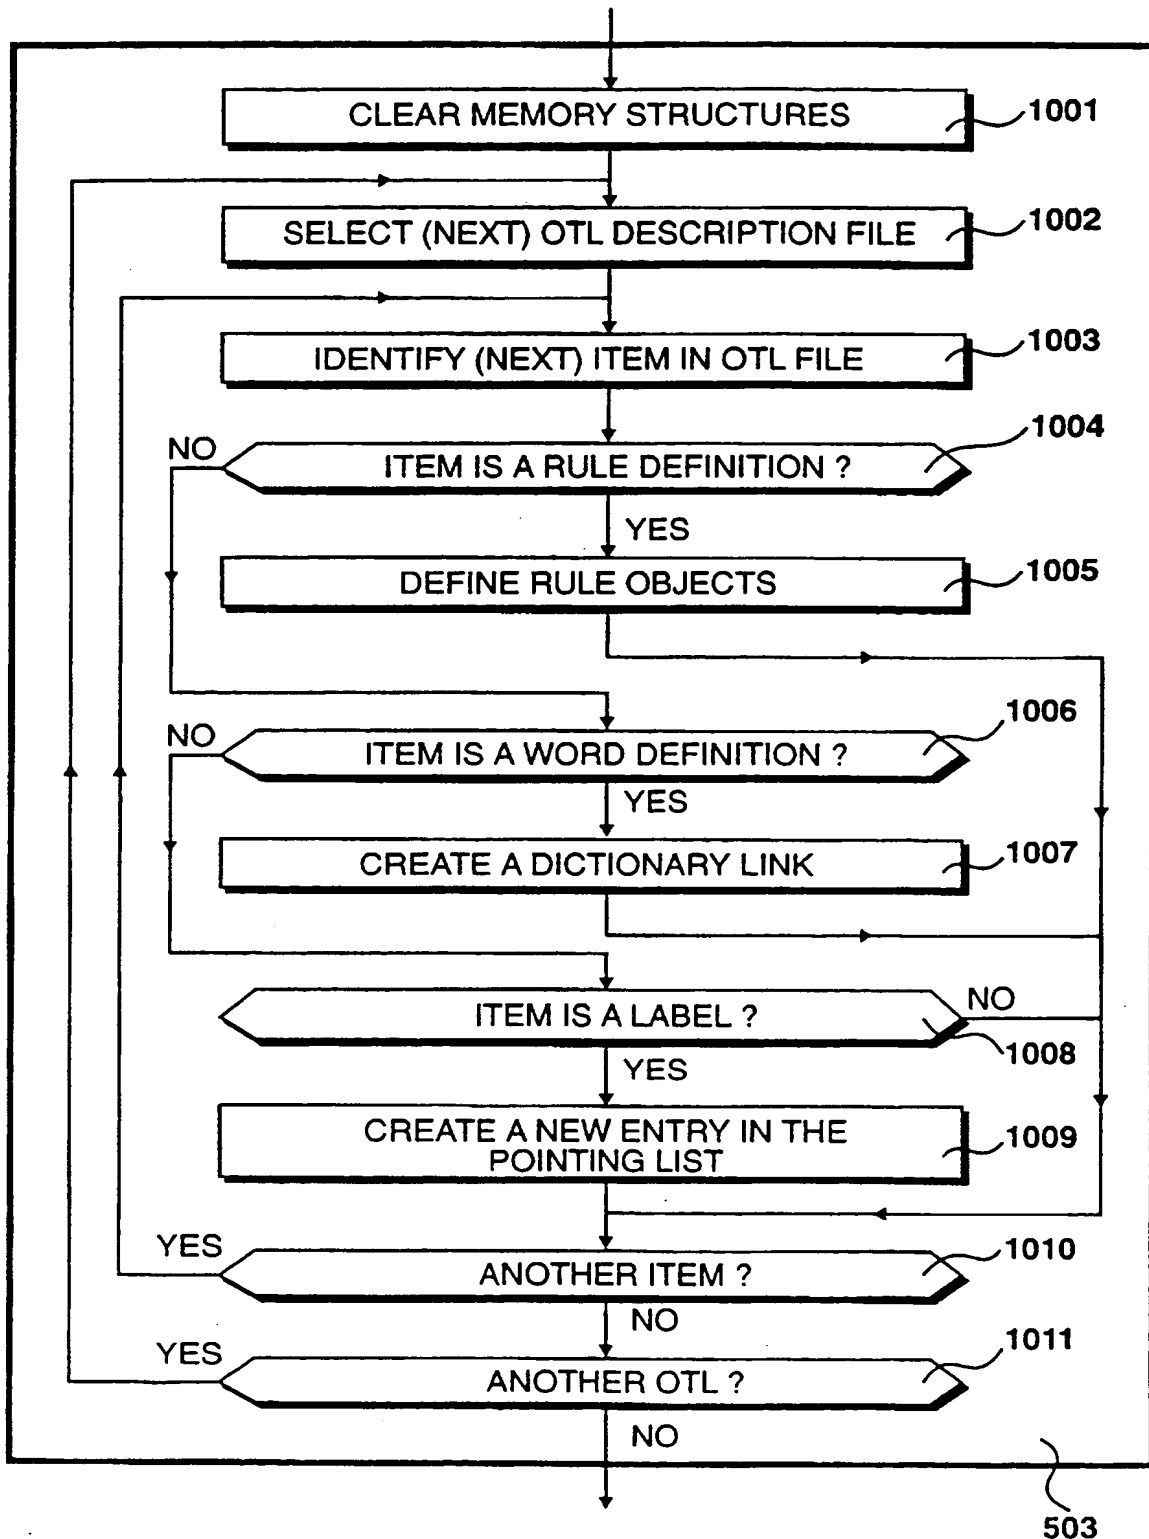 CLEAR MEMORY STRUCTURES
1001
SELECT (NEXT) OTL DESCRIPTION FILE
1002
IDENTIFY (NEXT) ITEM IN OTL FILE
1003
NO
ITEM IS A RULE DEFINITION ?
1004
YES
DEFINE RULE OBJECTS
1005
NO
ITEM IS A WORD DEFINITION ?
1006
YES
CREATE A DICTIONARY LINK
1007
ITEM IS A LABEL ?
NO
1008
YES
CREATE A NEW ENTRY IN THE
POINTING LIST
1009
YES
ANOTHER ITEM ?
1010
NO
YES
ANOTHER OTL ?
1011
NO
503